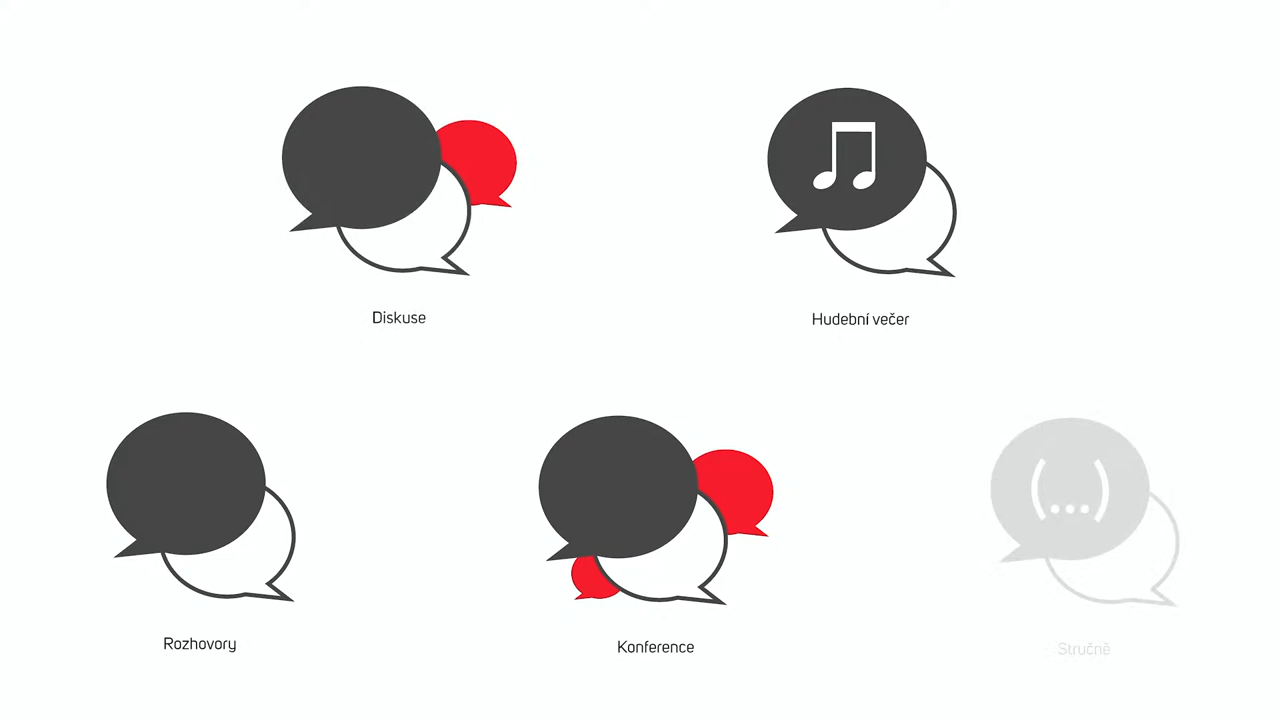 Diskuse
Hudební večer
Rozhovory
Konference
(...)
Stručně